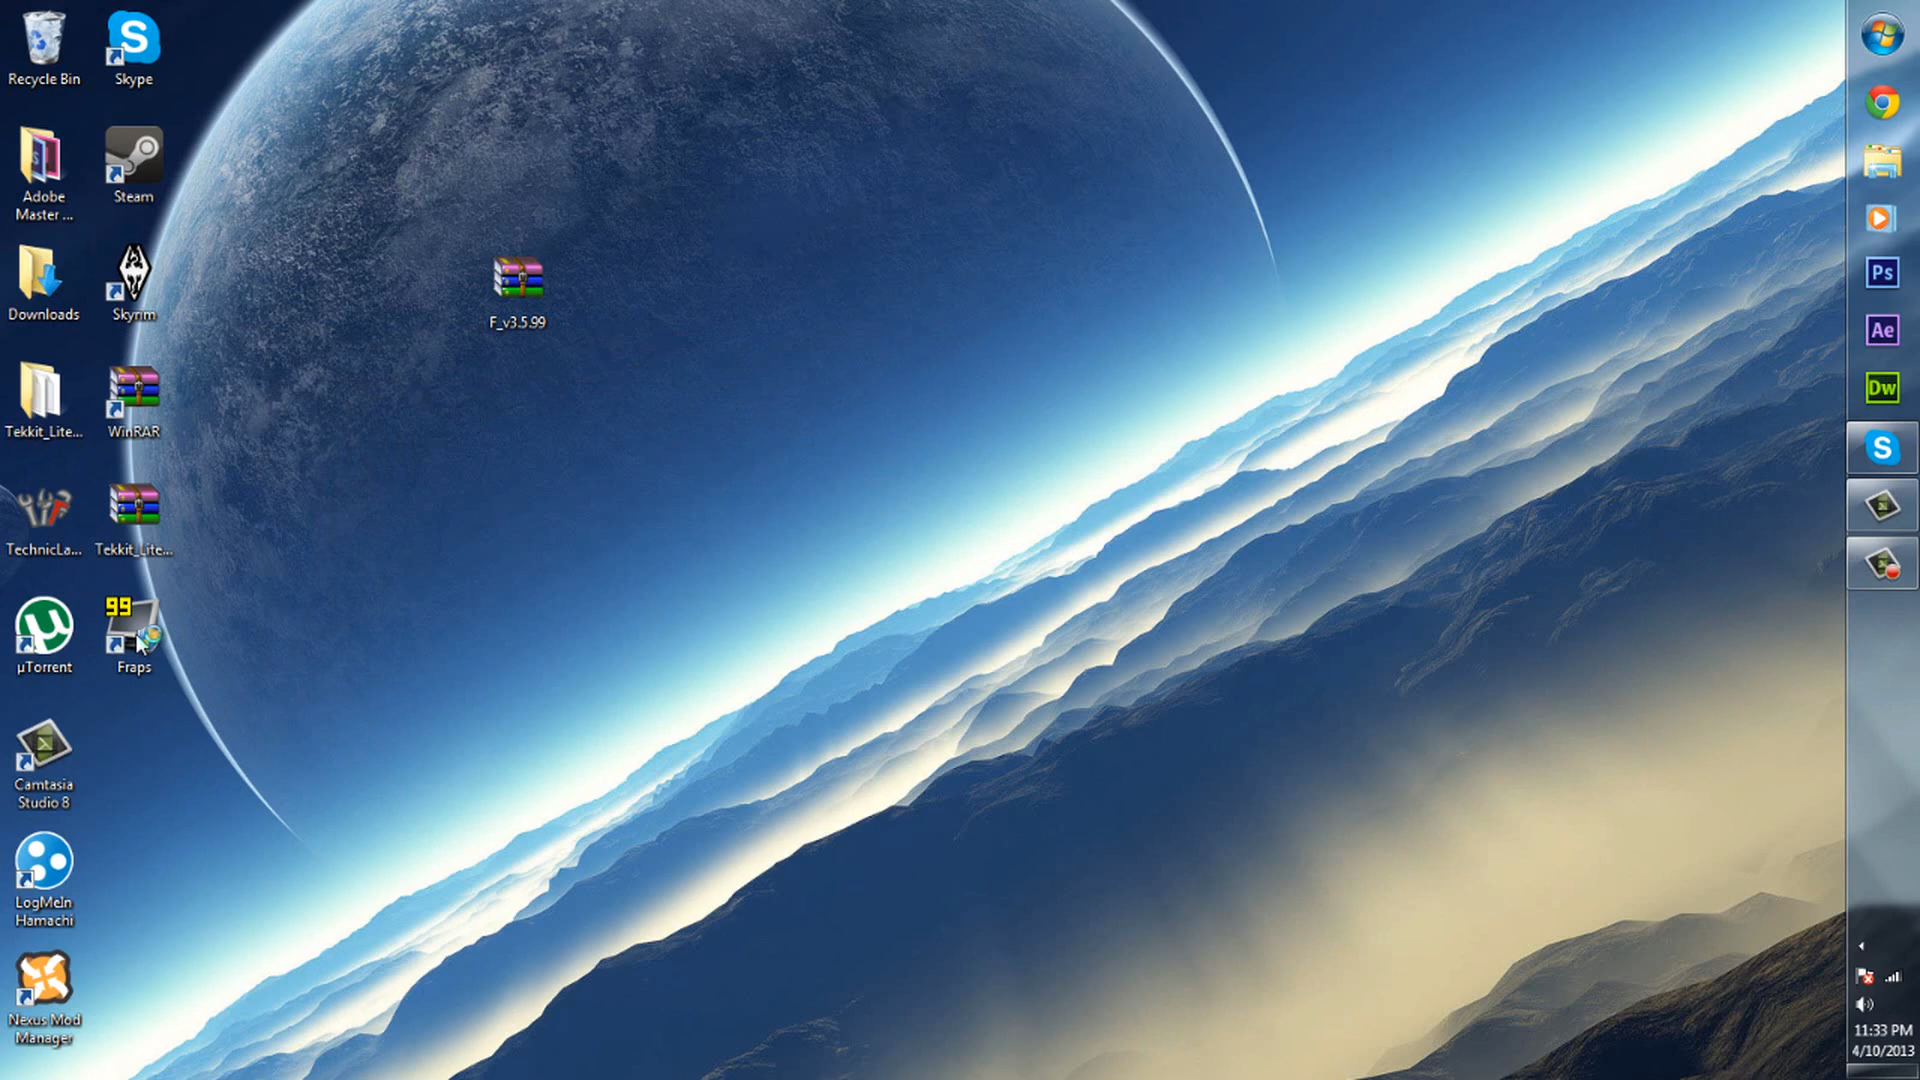 Recycle Bin
Skype
Adobe
Master ...
Steam
Downloads
Skyrim
F_v3.5.99
Tekkit_Lite...
WinRAR
TechnicLa...
Tekkit_Lite...
99
µTorrent
Fraps
Camtasia
Studio 8
LogMeIn
Hamachi
Nexus Mod
Manager
Ps
Ae
Dw
11:33 PM
4/10/2013